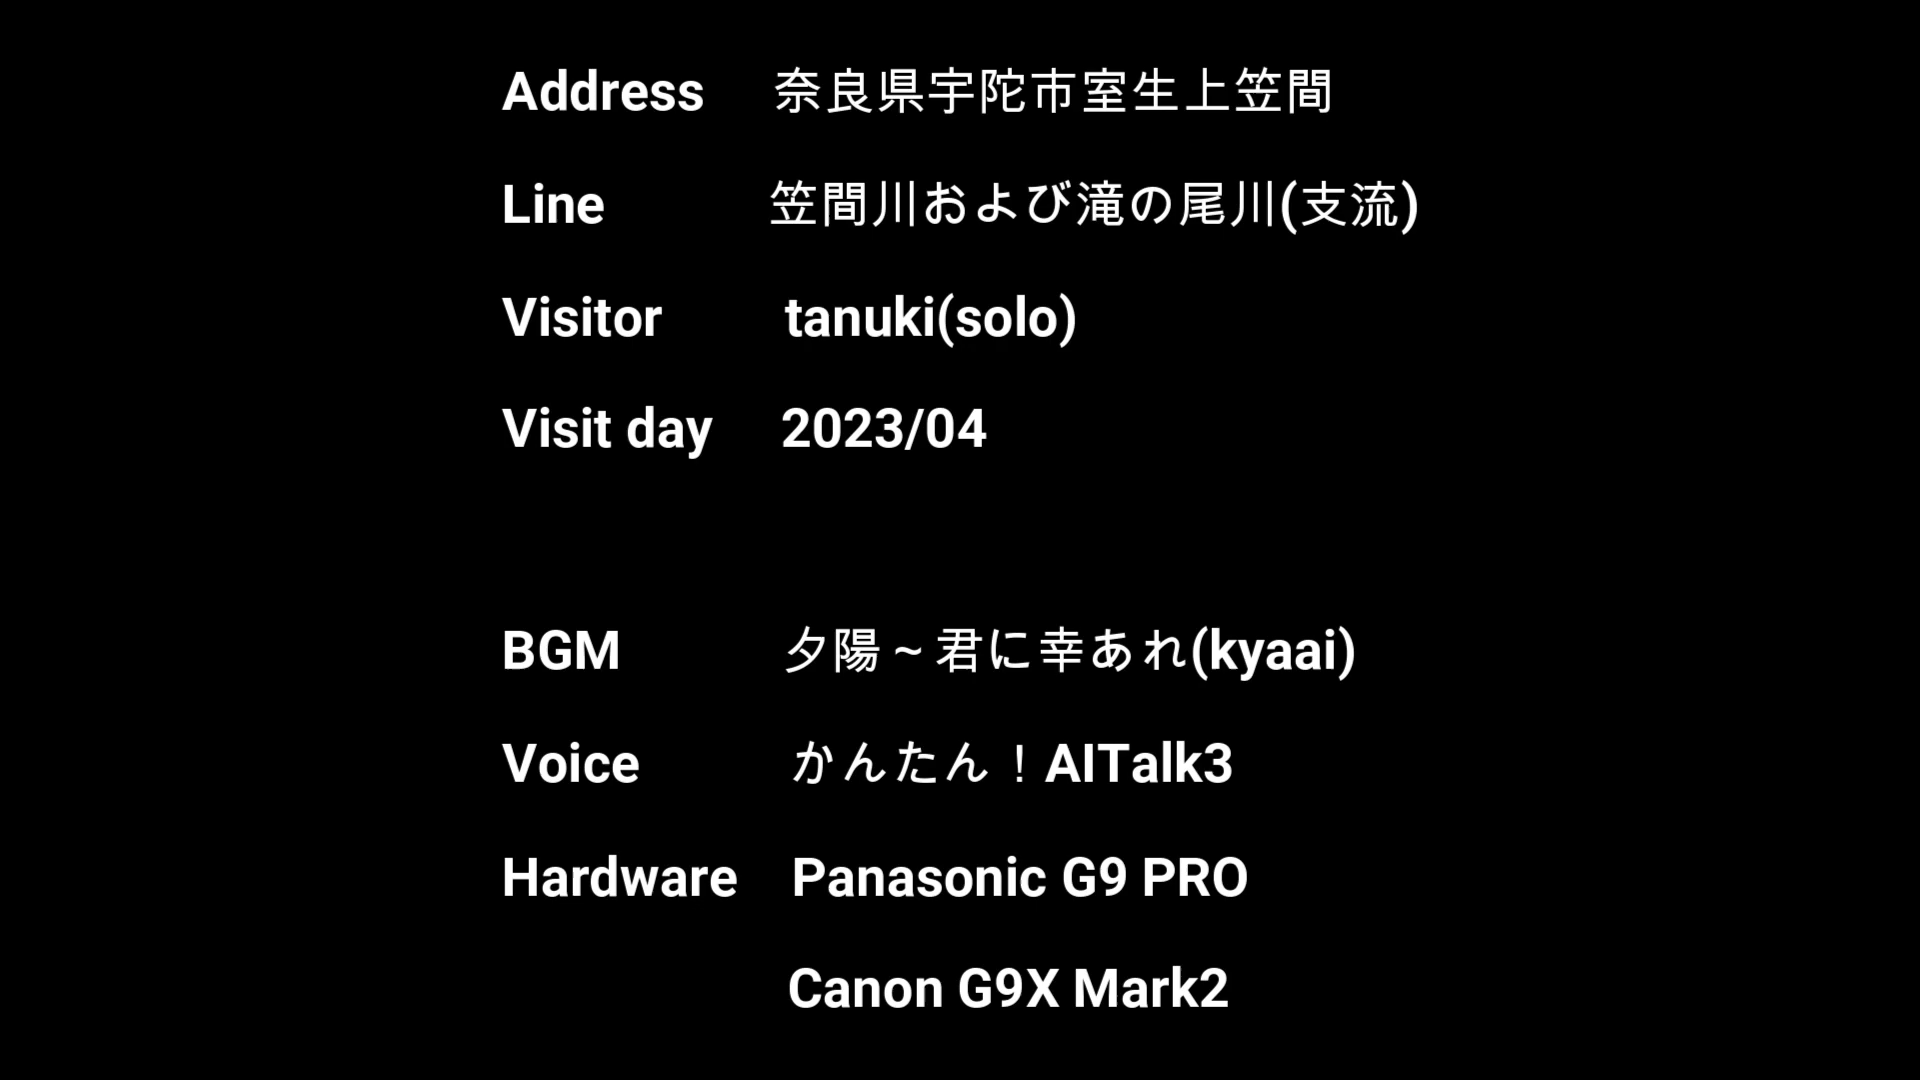 Address 奈良県宇陀市室生上笠間
Line 笠間川および滝の尾川(支流)
Visitor tanuki(solo)
Visit day 2023/04
BGM 夕陽~君に幸あれ(kyaai)
Voice かんたん！AITalk3
Hardware Panasonic G9 PRO
Canon G9X Mark2